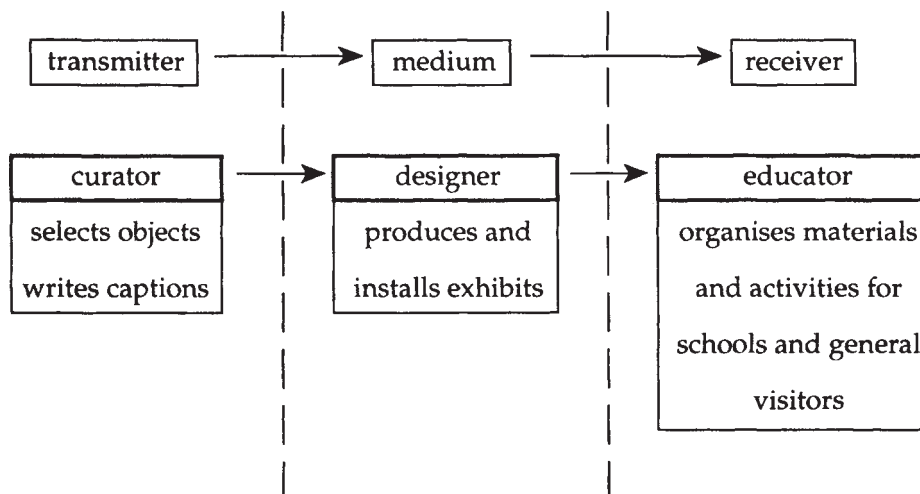 transmitter
medium
receiver
curator
selects objects
writes captions
designer
produces and
installs exhibits
educator
organises materials
and activities for
schools and general
visitors